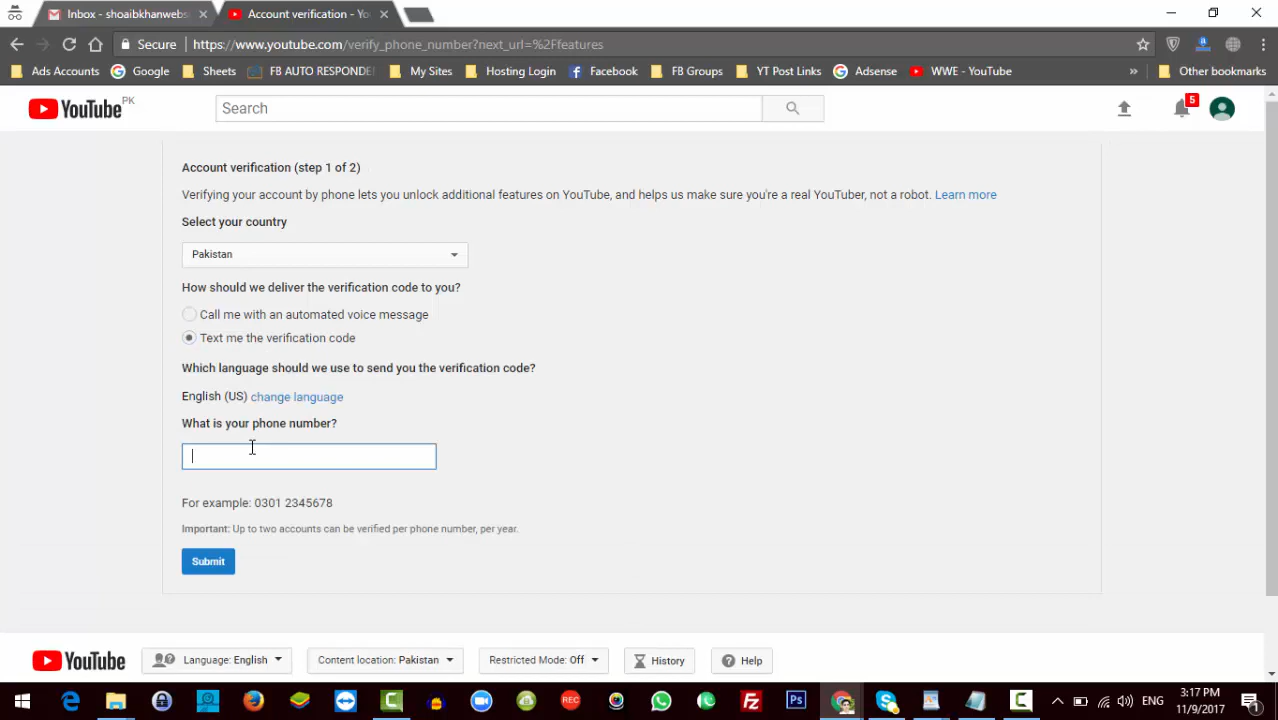 Inbox - shoaibkhanwebs
Account verification - Yo
Secure
https://www.youtube.com/verify_phone_number?next_url=%2Ffeatures
Ads Accounts
Google
Sheets
FB AUTO RESPONDE
My Sites
Hosting Login
Facebook
FB Groups
YT Post Links
Adsense
WWE - YouTube
»
Other bookmarks
YouTube PK
Search
5
Account verification (step 1 of 2)
Verifying your account by phone lets you unlock additional features on YouTube, and helps us make sure you're a real YouTuber, not a robot. Learn more
Select your country
Pakistan
How should we deliver the verification code to you?
Call me with an automated voice message
Text me the verification code
Which language should we use to send you the verification code?
English (US) change language
What is your phone number?
For example: 0301 2345678
Important: Up to two accounts can be verified per phone number, per year.
Submit
YouTube
Language: English
Content location: Pakistan
Restricted Mode: Off
History
Help
REC
Fz
Ps
ENG
3:17 PM
11/9/2017
1